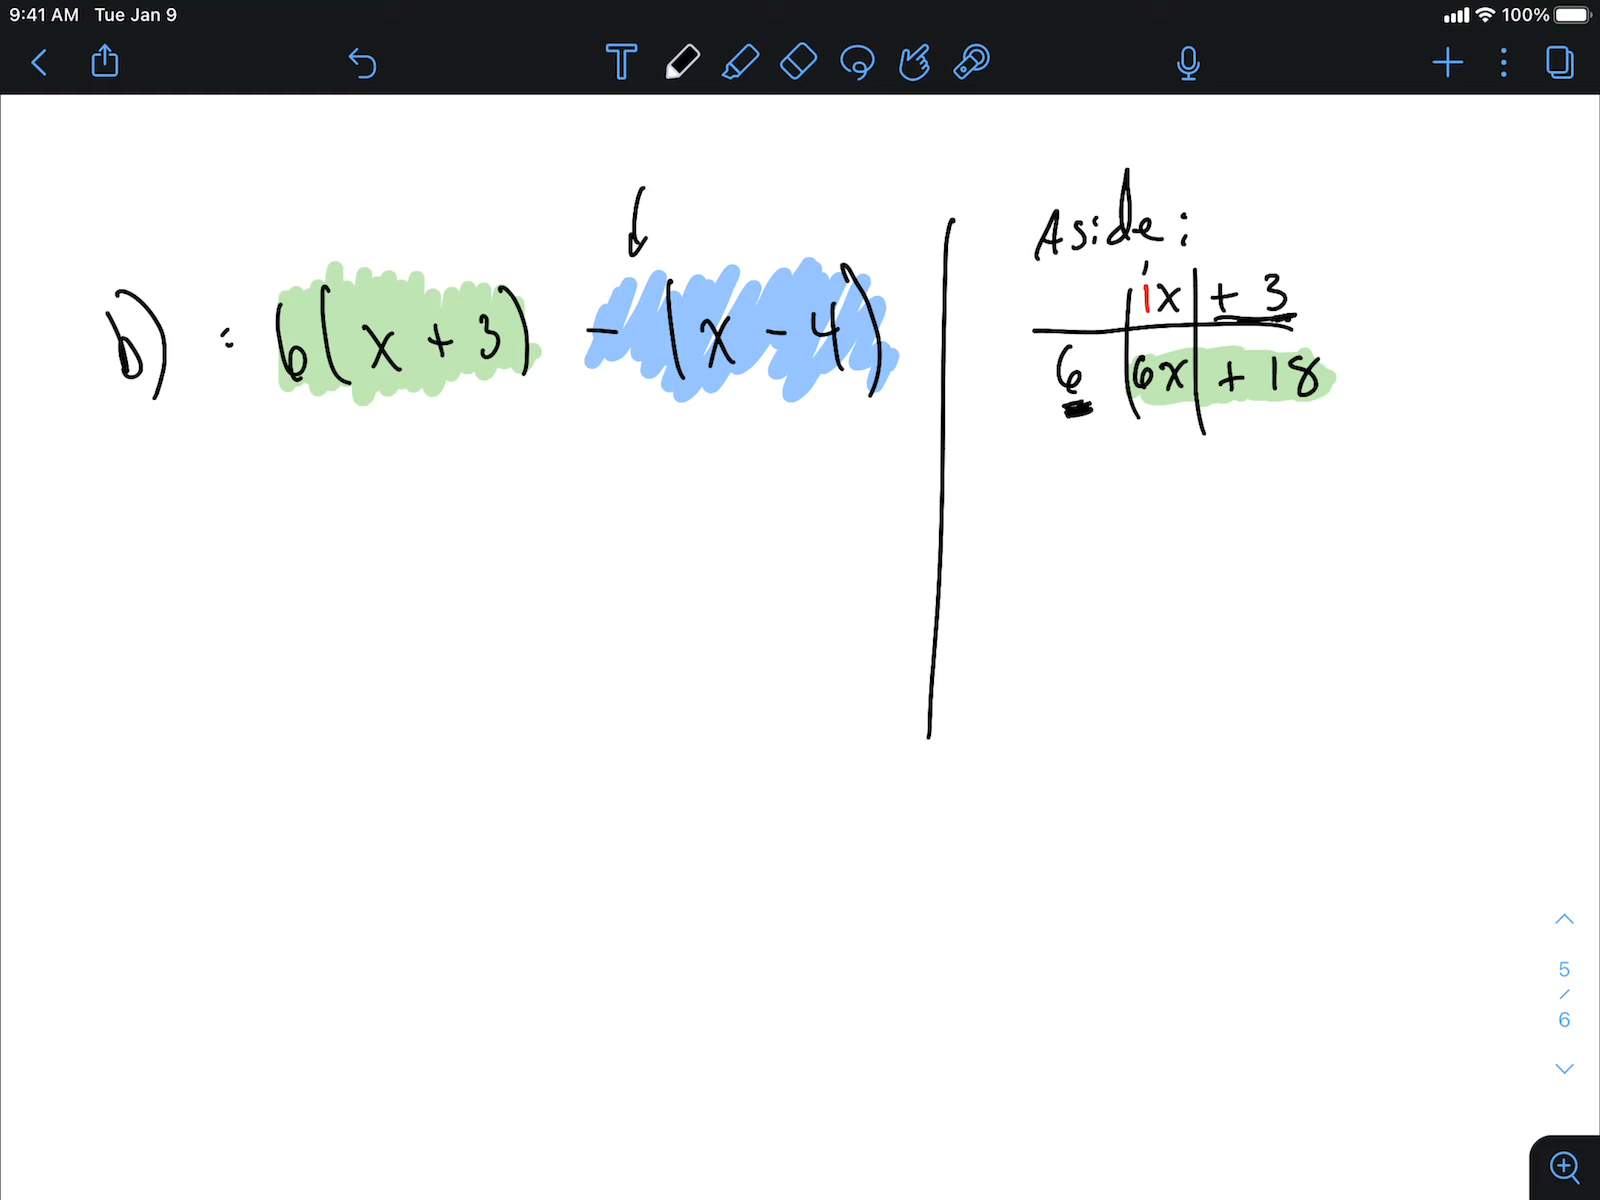 9:41 AM Tue Jan 9 100%
T
b) = 6(x + 3) - (x - 4)
Aside:
1x + 3
6 6x + 18
5
/
6